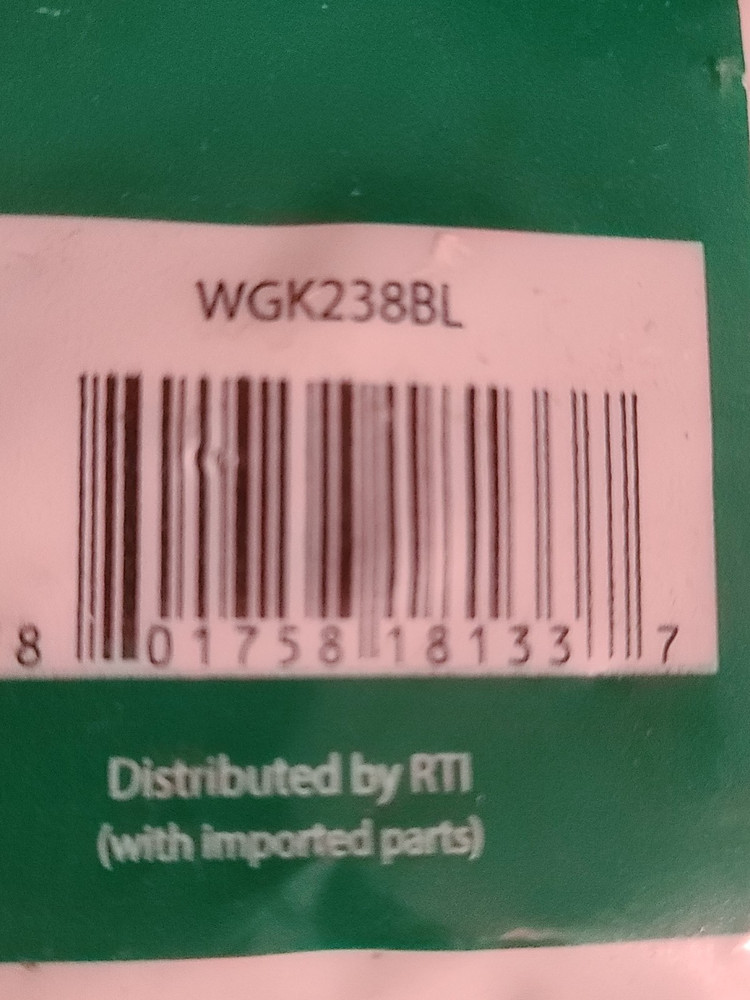 WGK238BL
8 01758 18133 7
Distributed by RTI
(with imported parts)